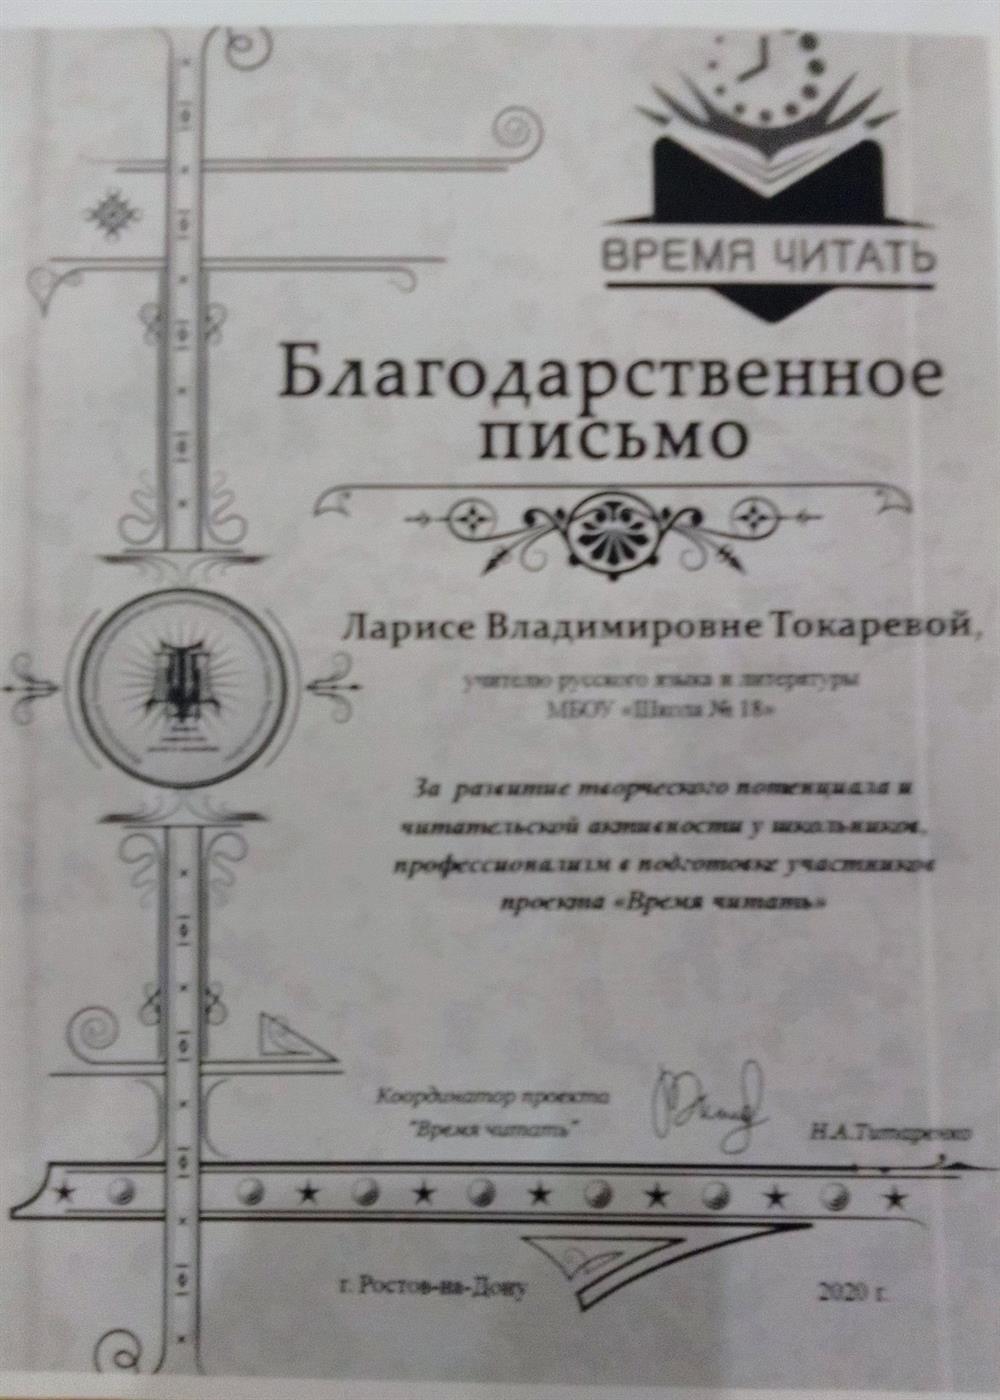 ВРЕМЯ ЧИТАТЬ
Благодарственное
письмо
Ларисе Владимировне Токаревой,
учителю русского языка и литературы
МБОУ «Школа № 18»
За развитие творческого потенциала и
читательской активности у школьников,
профессионализм в подготовке участников
проекта «Время читать»
Координатор проекта
"Время читать"
Н.А.Титаренко
г. Ростов-на-Дону
2020 г.